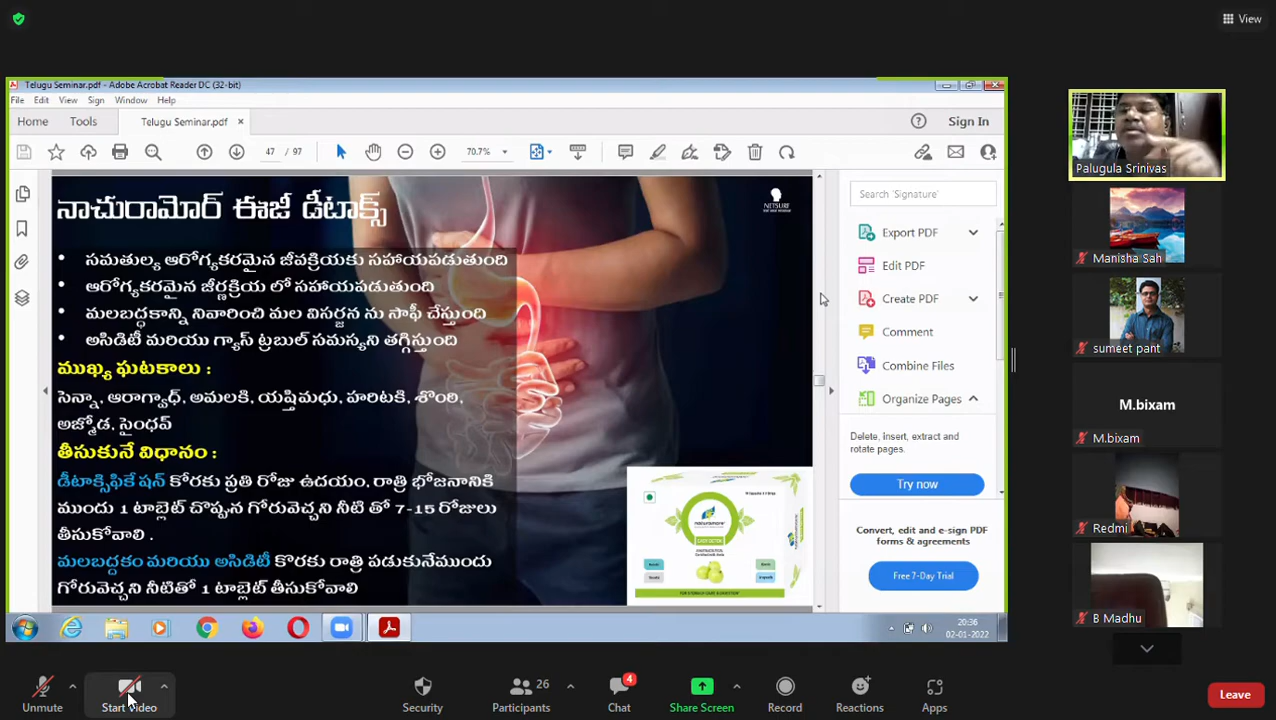 View
Telugu Seminar.pdf - Adobe Acrobat Reader DC (32-bit)
File Edit View Sign Window Help
Home Tools Telugu Seminar.pdf × Sign In
47 / 97 70.7%
నాచురామోర్ ఈజీ డీటాక్స్
NETSURF
• సమతుల్య ఆరోగ్యకరమైన జీవక్రియకు సహాయపడుతుంది
• ఆరోగ్యకరమైన జీర్ణక్రియ లో సహాయపడుతుంది
• మలబద్ధకాన్ని నివారించి మల విసర్జన ను సాఫీ చేస్తుంది
• అసిడిటీ మరియు గ్యాస్ ట్రబుల్ సమస్యని తగ్గిస్తుంది
ముఖ్య ఘటకాలు :
సెన్నా, ఆరాగ్వాధ్, అమలకి, యష్తిమధు, హరిటకి, శొంఠి,
అజ్మోడ, సైంధవ్
తీసుకునే విధానం :
డీటాక్సిఫికేషన్ కోరకు ప్రతి రోజు ఉదయం, రాత్రి భోజనానికి
ముందు 1 టాబ్లెట్ చొప్పున గోరువెచ్చని నీటి తో 7-15 రోజులు
తీసుకోవాలి .
మలబద్దకం మరియు అసిడిటీ కొరకు రాత్రి పడుకునేముందు
గోరువెచ్చని నీటితో 1 టాబ్లెట్ తీసుకోవాలి
naturamore
EASY DETOX
Search 'Signature'
Export PDF
Edit PDF
Create PDF
Comment
Combine Files
Organize Pages
Delete, insert, extract and
rotate pages.
Try now
Convert, edit and e-sign PDF
forms & agreements
Free 7-Day Trial
20:36
02-01-2022
Palugula Srinivas
Manisha Sah
sumeet pant
M.bixam
M.bixam
Redmi
B Madhu
Unmute
Start Video
Security
26
Participants
4
Chat
Share Screen
Record
Reactions
Apps
Leave